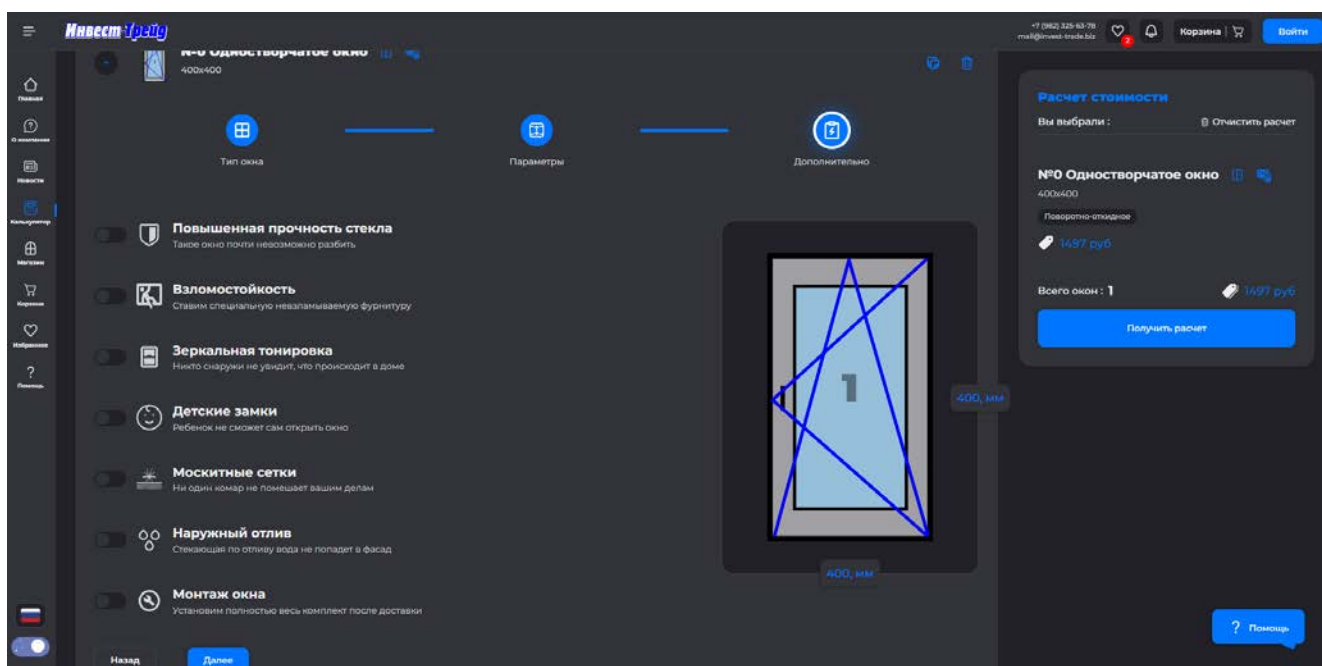 Инвест-Трейд
+7 (982) 325-63-78
mail@invest-trade.biz
2
Корзина
Войти
№0 Одностворчатое окно
400x400
Главная
О компании
Новости
Калькулятор
Магазин
Корзина
Избранное
Помощь
Тип окна
Параметры
Дополнительно
Повышенная прочность стекла
Такое окно почти невозможно разбить
Взломостойкость
Ставим специальную невзламываемую фурнитуру
Зеркальная тонировка
Никто снаружи не увидит, что происходит в доме
Детские замки
Ребенок не сможет сам открыть окно
Москитные сетки
Ни один комар не помешает вашим делам
Наружный отлив
Стекающая по отливу вода не попадет в фасад
Монтаж окна
Установим полностью весь комплект после доставки
Назад
Далее
1
400, мм
400, мм
Расчет стоимости
Вы выбрали :
Очистить расчет
№0 Одностворчатое окно
400x400
Поворотно-откидное
1497 руб
Всего окон : 1
1497 руб
Получить расчет
? Помощь